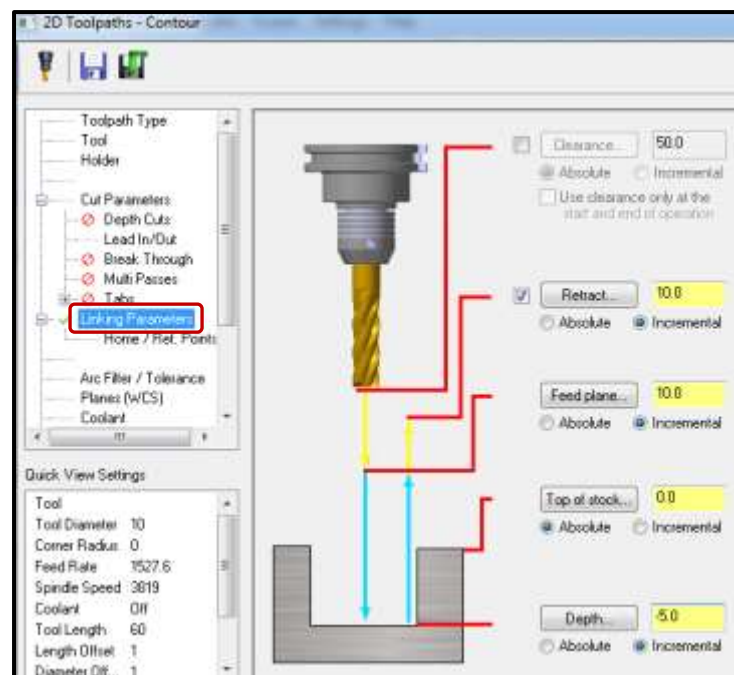 2D Toolpaths - Contour
Toolpath Type
Tool
Holder
Cut Parameters
Depth Cuts
Lead In/Out
Break Through
Multi Passes
Tabs
Linking Parameters
Home / Ref. Points
Arc Filter / Tolerance
Planes (WCS)
Coolant
Quick View Settings
Tool
Tool Diameter 10
Corner Radius 0
Feed Rate 1527.6
Spindle Speed 3819
Coolant Off
Tool Length 60
Length Offset 1
Diameter Off... 1
Clearance... 50.0
Absolute Incremental
Use clearance only at the
start and end of operation
Retract... 10.0
Absolute Incremental
Feed plane... 10.0
Absolute Incremental
Top of stock... 0.0
Absolute Incremental
Depth... -5.0
Absolute Incremental